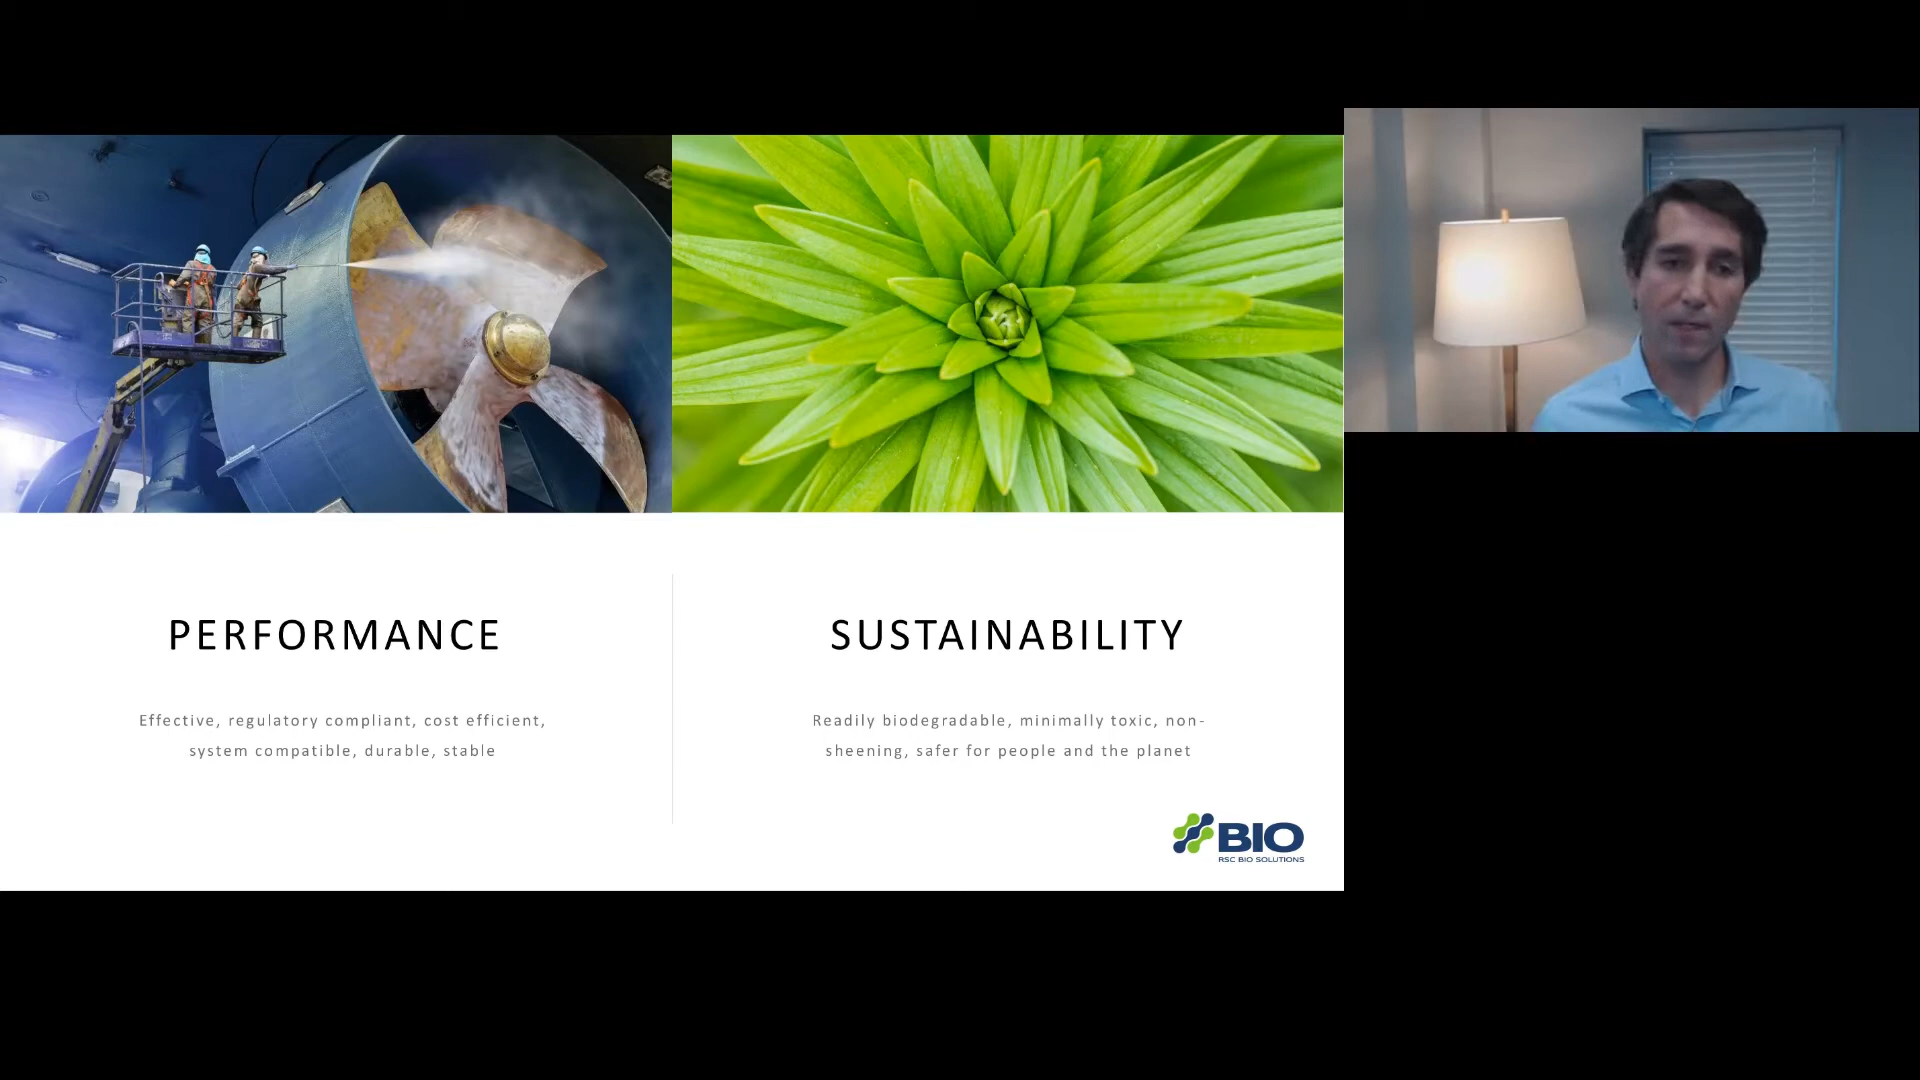 PERFORMANCE
Effective, regulatory compliant, cost efficient,
system compatible, durable, stable
SUSTAINABILITY
Readily biodegradable, minimally toxic, non-
sheening, safer for people and the planet
BIO
RSC BIO SOLUTIONS